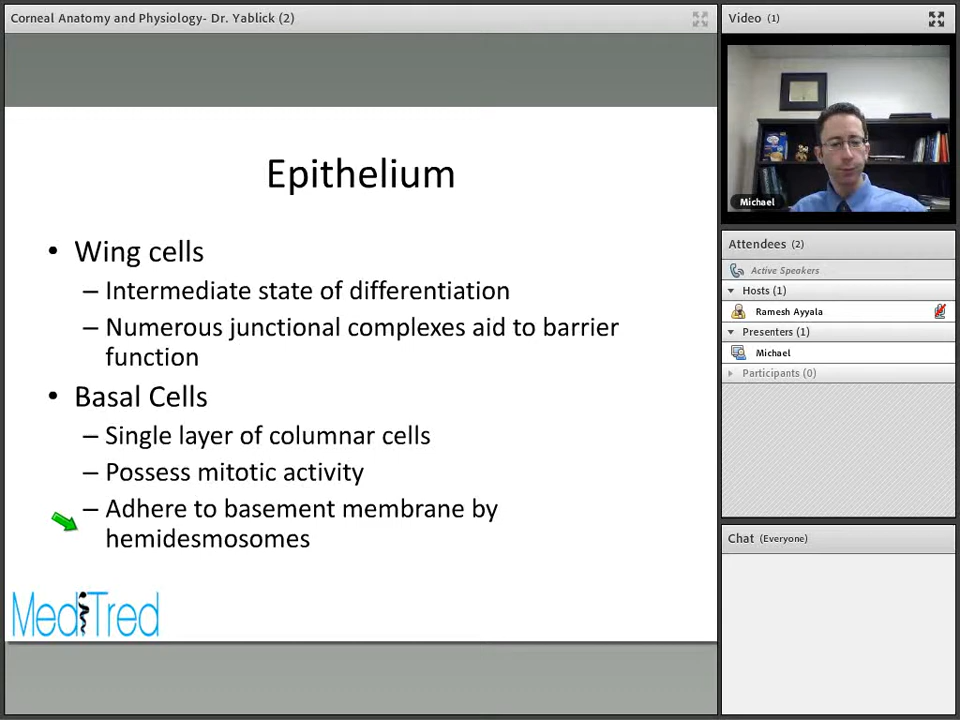 Corneal Anatomy and Physiology- Dr. Yablick (2)
Epithelium
• Wing cells
– Intermediate state of differentiation
– Numerous junctional complexes aid to barrier
function
• Basal Cells
– Single layer of columnar cells
– Possess mitotic activity
– Adhere to basement membrane by
hemidesmosomes
MediTred
Video (1)
Michael
Attendees (2)
Active Speakers
Hosts (1)
Ramesh Ayyala
Presenters (1)
Michael
Participants (0)
Chat (Everyone)